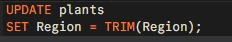 UPDATE plants
SET Region = TRIM(Region);